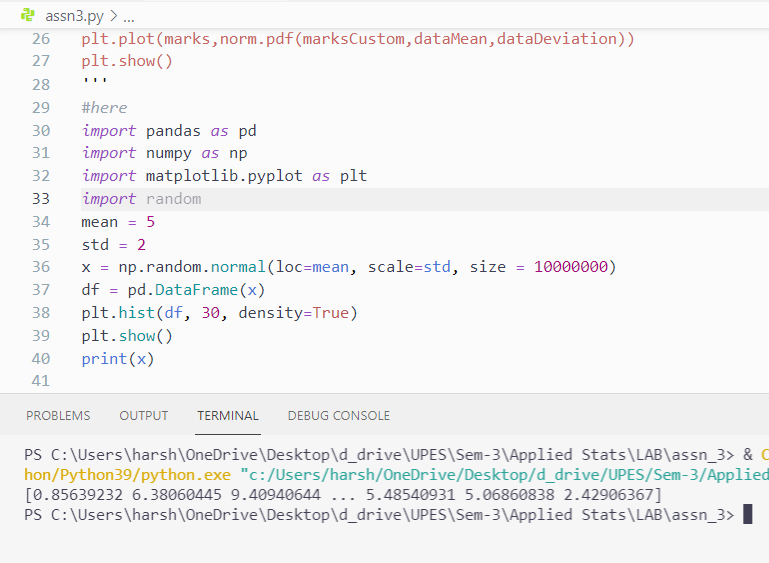 assn3.py > ...
26 plt.plot(marks,norm.pdf(marksCustom,dataMean,dataDeviation))
27 plt.show()
28 '''
29 #here
30 import pandas as pd
31 import numpy as np
32 import matplotlib.pyplot as plt
33 import random
34 mean = 5
35 std = 2
36 x = np.random.normal(loc=mean, scale=std, size = 10000000)
37 df = pd.DataFrame(x)
38 plt.hist(df, 30, density=True)
39 plt.show()
40 print(x)
41
PROBLEMS OUTPUT TERMINAL DEBUG CONSOLE
PS C:\Users\harsh\OneDrive\Desktop\d_drive\UPES\Sem-3\Applied Stats\LAB\assn_3> & C
hon/Python39/python.exe "c:/Users/harsh/OneDrive/Desktop/d_drive/UPES/Sem-3/Applied
[0.85639232 6.38060445 9.40940644 ... 5.48540931 5.06860838 2.42906367]
PS C:\Users\harsh\OneDrive\Desktop\d_drive\UPES\Sem-3\Applied Stats\LAB\assn_3>